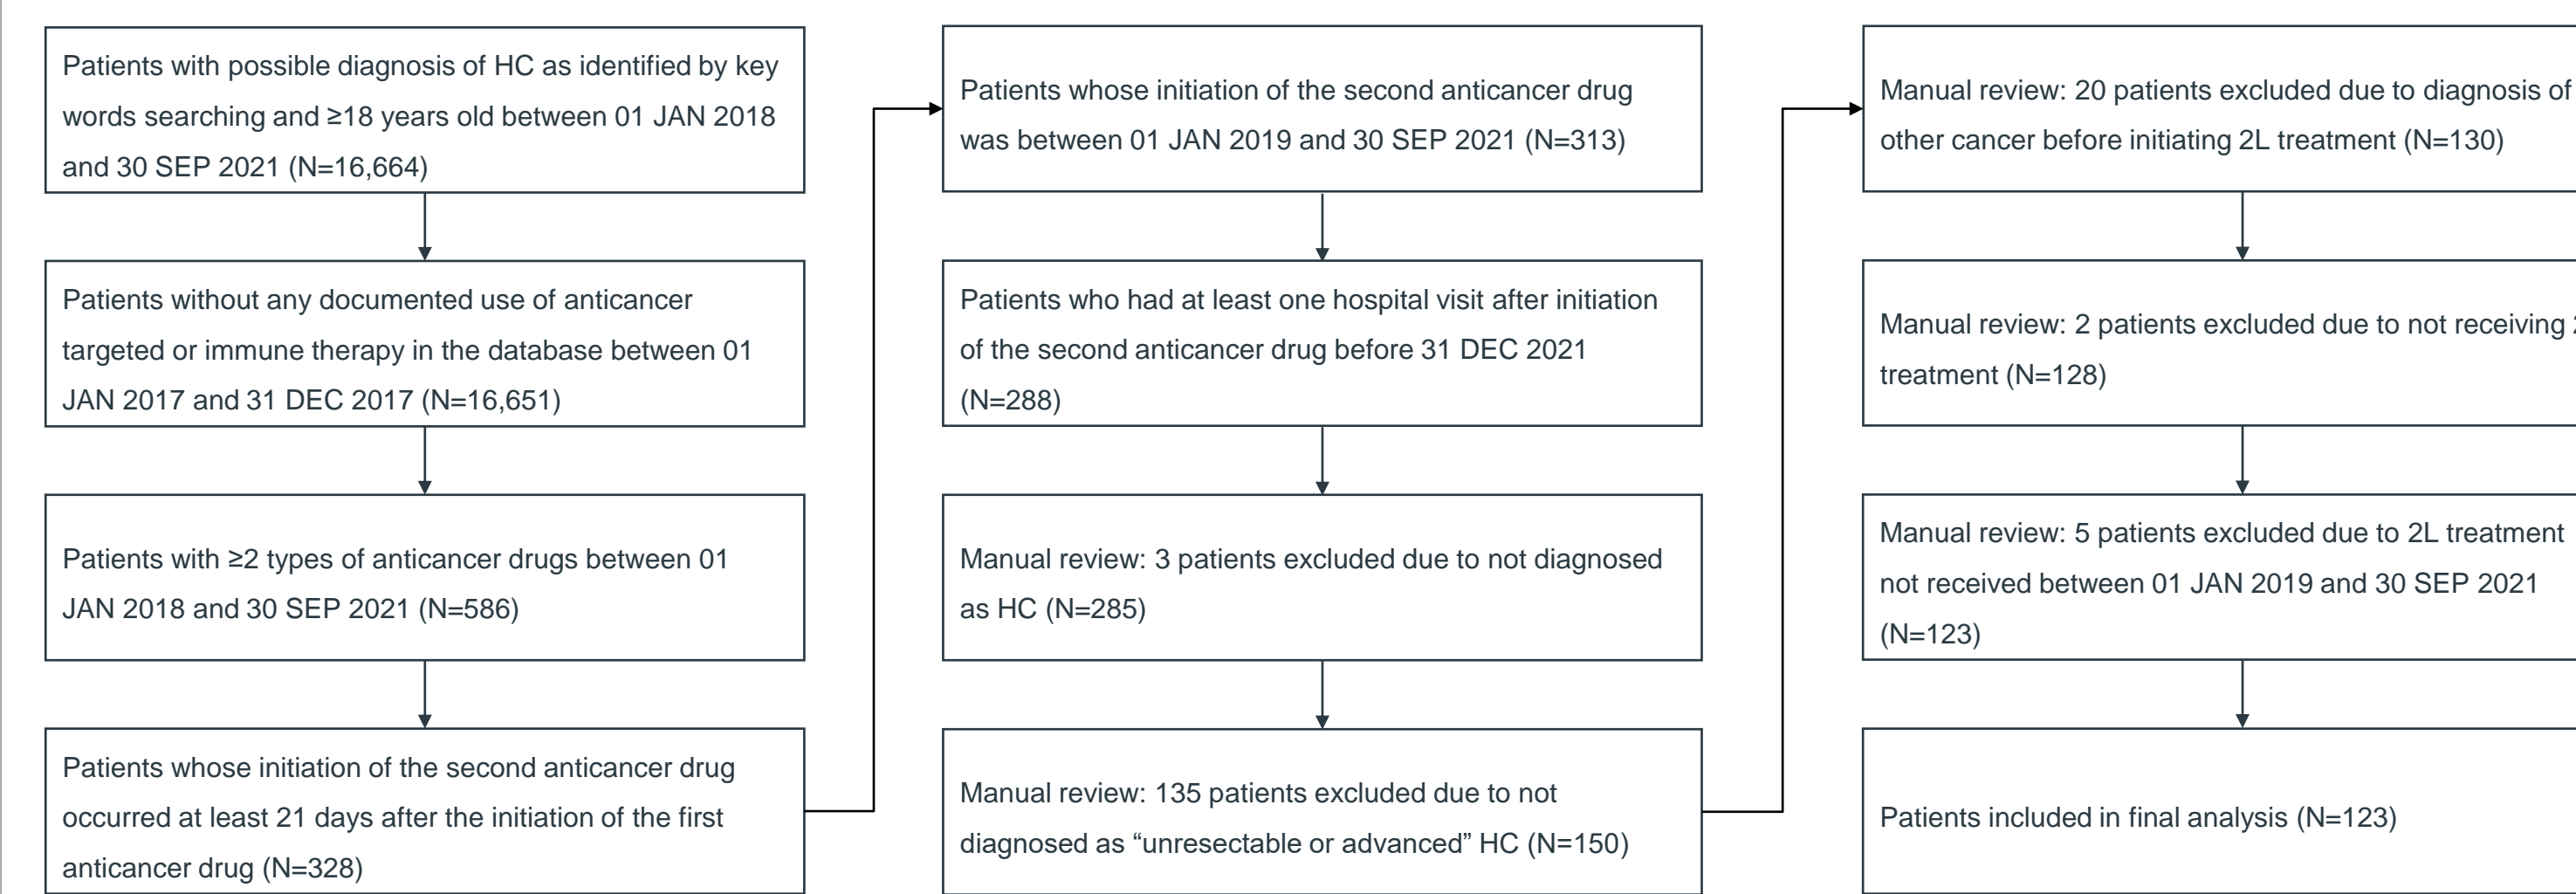 Patients with possible diagnosis of HC as identified by key
words searching and ≥18 years old between 01 JAN 2018
and 30 SEP 2021 (N=16,664)
Patients without any documented use of anticancer
targeted or immune therapy in the database between 01
JAN 2017 and 31 DEC 2017 (N=16,651)
Patients with ≥2 types of anticancer drugs between 01
JAN 2018 and 30 SEP 2021 (N=586)
Patients whose initiation of the second anticancer drug
occurred at least 21 days after the initiation of the first
anticancer drug (N=328)
Patients whose initiation of the second anticancer drug
was between 01 JAN 2019 and 30 SEP 2021 (N=313)
Patients who had at least one hospital visit after initiation
of the second anticancer drug before 31 DEC 2021
(N=288)
Manual review: 3 patients excluded due to not diagnosed
as HC (N=285)
Manual review: 135 patients excluded due to not
diagnosed as “unresectable or advanced” HC (N=150)
Manual review: 20 patients excluded due to diagnosis of
other cancer before initiating 2L treatment (N=130)
Manual review: 2 patients excluded due to not receiving
treatment (N=128)
Manual review: 5 patients excluded due to 2L treatment
not received between 01 JAN 2019 and 30 SEP 2021
(N=123)
Patients included in final analysis (N=123)